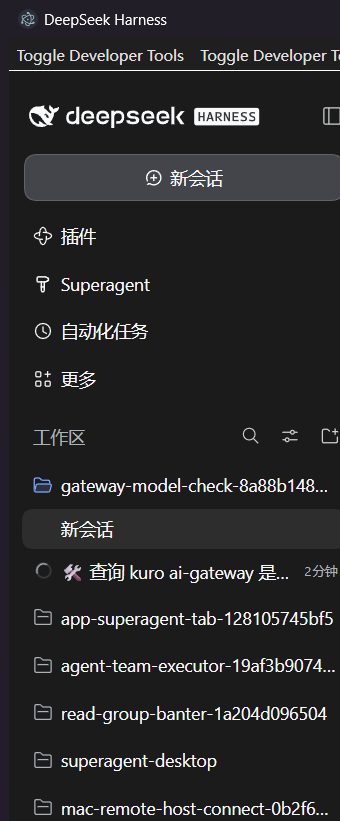 DeepSeek Harness
Toggle Developer Tools Toggle Developer
deepseek HARNESS
新会话
插件
Superagent
自动化任务
更多
工作区
gateway-model-check-8a88b148...
新会话
🛠 查询 kuro ai-gateway 是... 2分钟
app-superagent-tab-128105745bf5
agent-team-executor-19af3b9074...
read-group-banter-1a204d096504
superagent-desktop
mac-remote-host-connect-0b2f6...